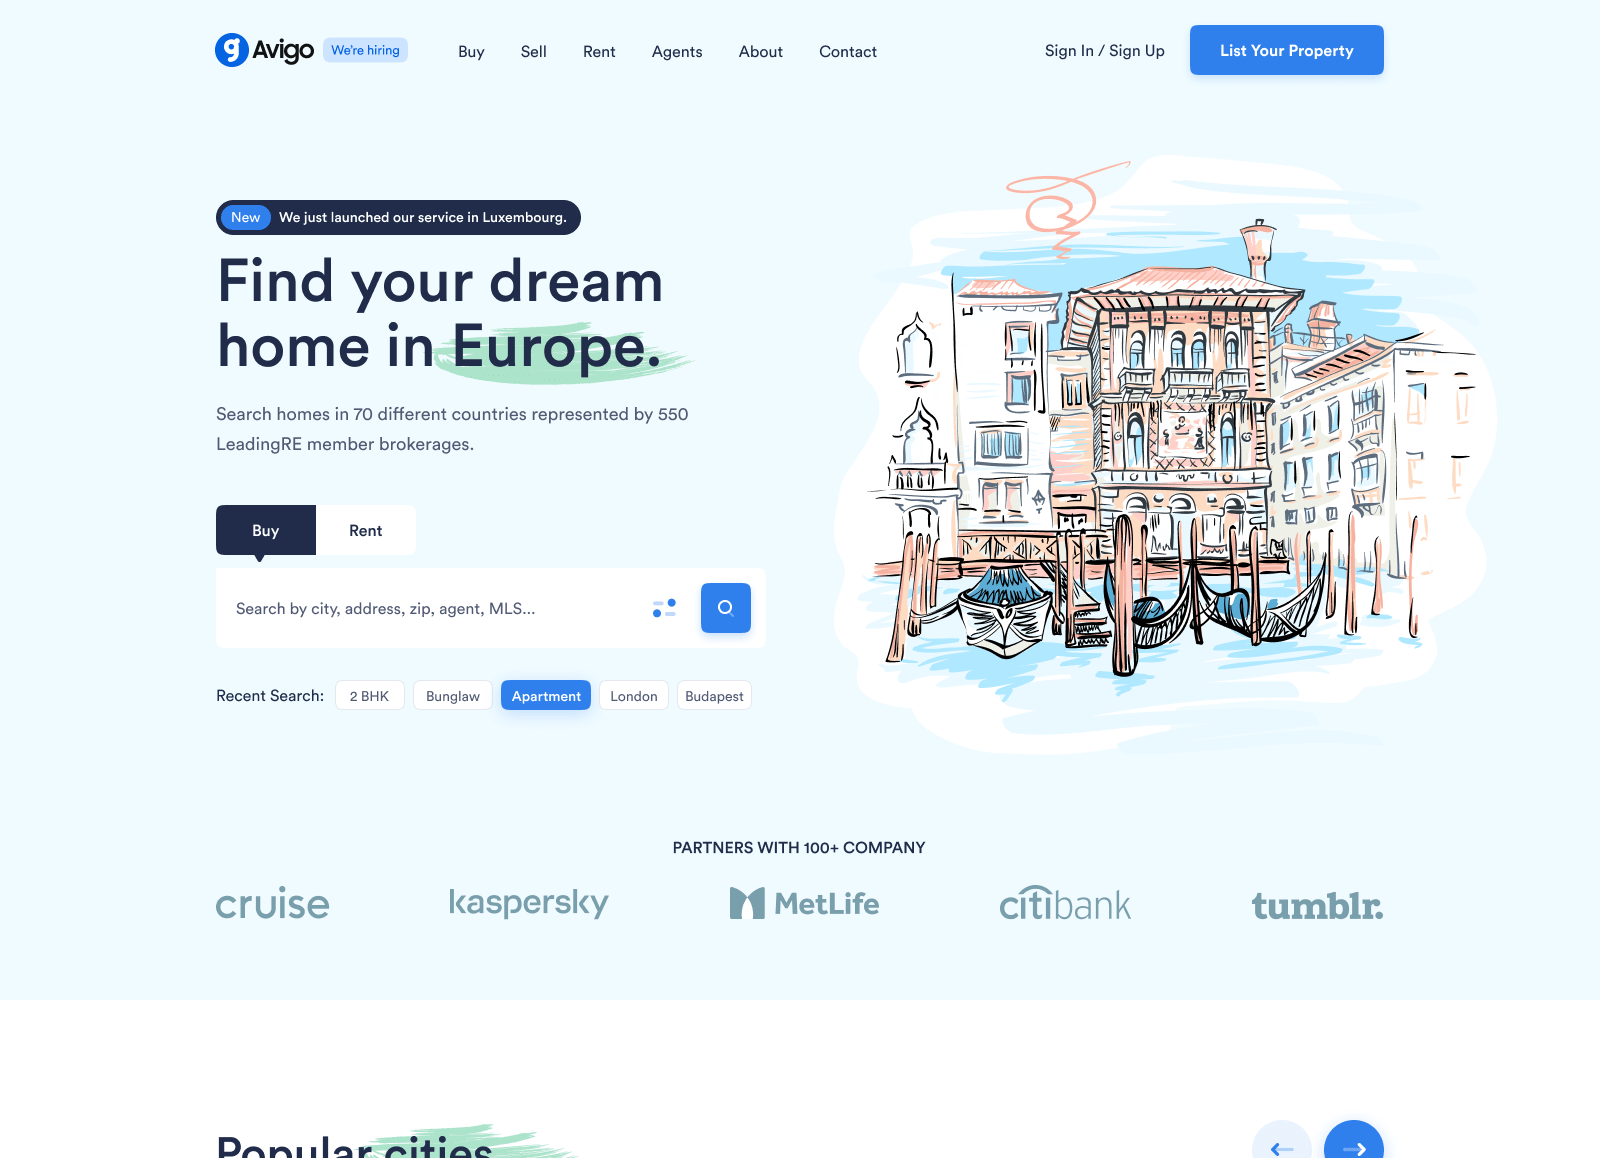 Avigo
We're hiring
Buy
Sell
Rent
Agents
About
Contact
Sign In / Sign Up
List Your Property
New
We just launched our service in Luxembourg.
Find your dream
home in Europe.
Search homes in 70 different countries represented by 550
LeadingRE member brokerages.
Buy
Rent
Search by city, address, zip, agent, MLS...
Recent Search:
2 BHK
Bunglaw
Apartment
London
Budapest
PARTNERS WITH 100+ COMPANY
cruise
kaspersky
MetLife
citibank
tumblr.
Popular cities